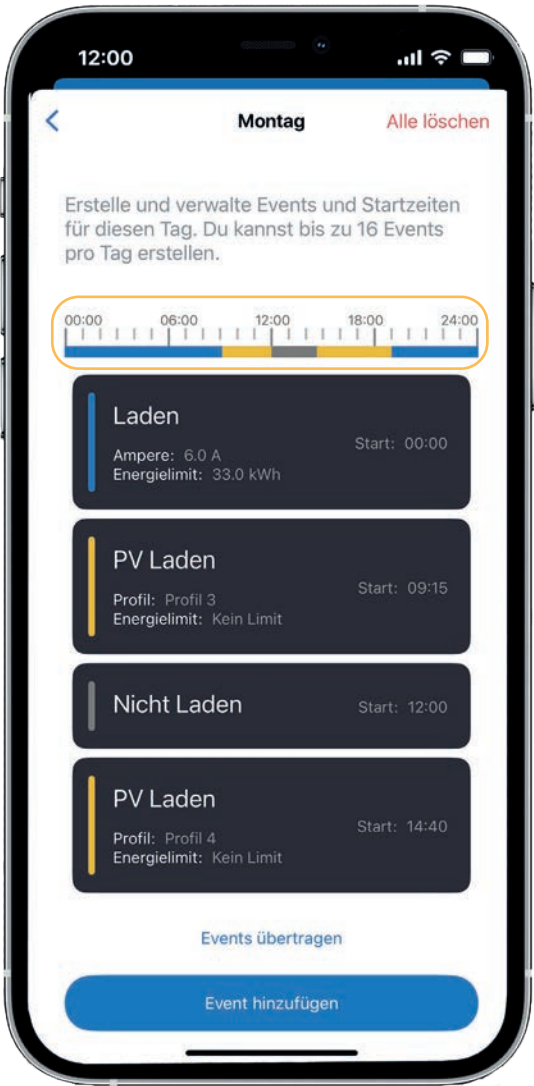 12:00
Montag
Alle löschen
Erstelle und verwalte Events und Startzeiten
für diesen Tag. Du kannst bis zu 16 Events
pro Tag erstellen.
00:00 06:00 12:00 18:00 24:00
Laden
Start: 00:00
Ampere: 6.0 A
Energielimit: 33.0 kWh
PV Laden
Start: 09:15
Profil: Profil 3
Energielimit: Kein Limit
Nicht Laden
Start: 12:00
PV Laden
Start: 14:40
Profil: Profil 4
Energielimit: Kein Limit
Events übertragen
Event hinzufügen